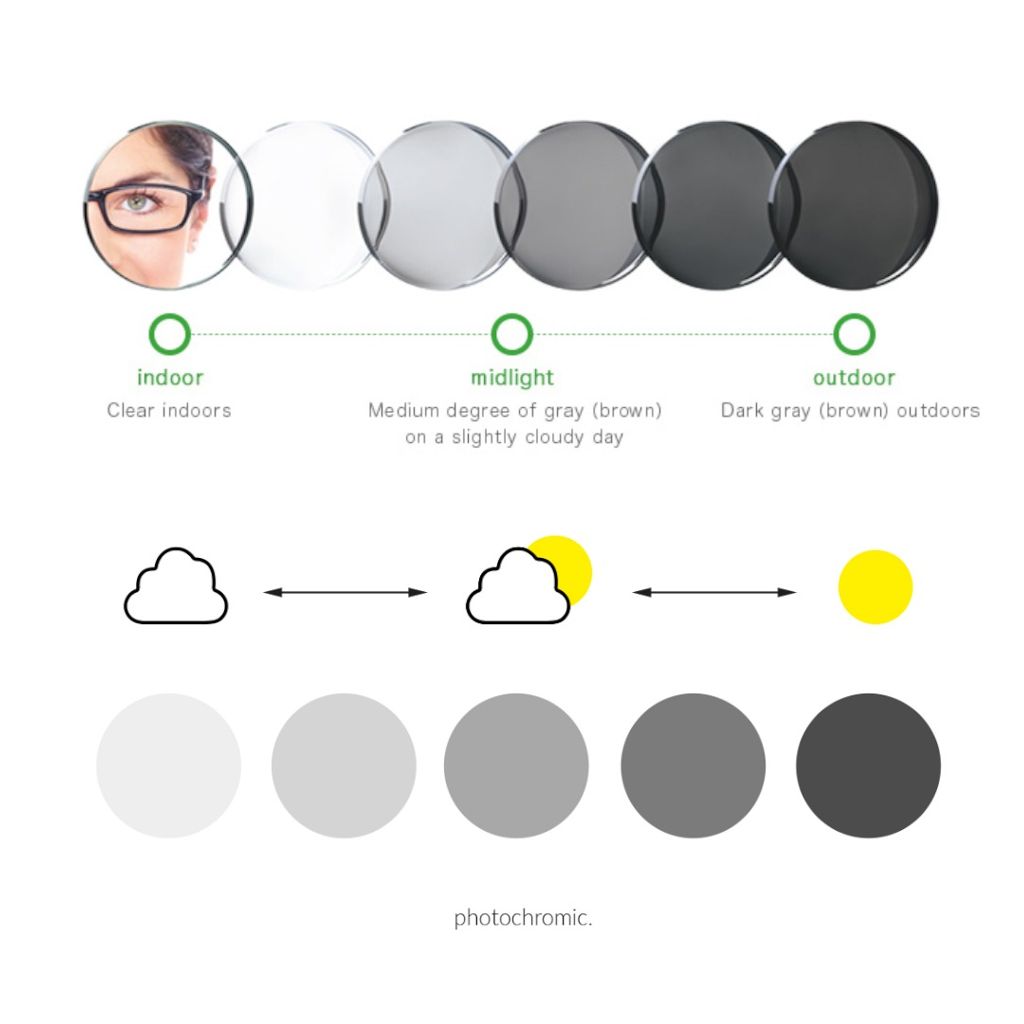 indoor
midlight
outdoor
Clear indoors
Medium degree of gray (brown)
on a slightly cloudy day
Dark gray (brown) outdoors
photochromic.